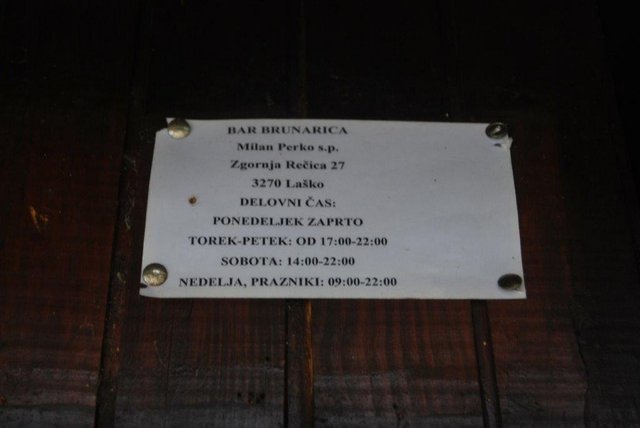 BAR BRUNARICA
Milan Perko s.p.
Zgornja Rečica 27
3270 Laško
DELOVNI ČAS:
PONEDELJEK ZAPRTO
TOREK-PETEK: OD 17:00-22:00
SOBOTA: 14:00-22:00
NEDELJA, PRAZNIKI: 09:00-22:00